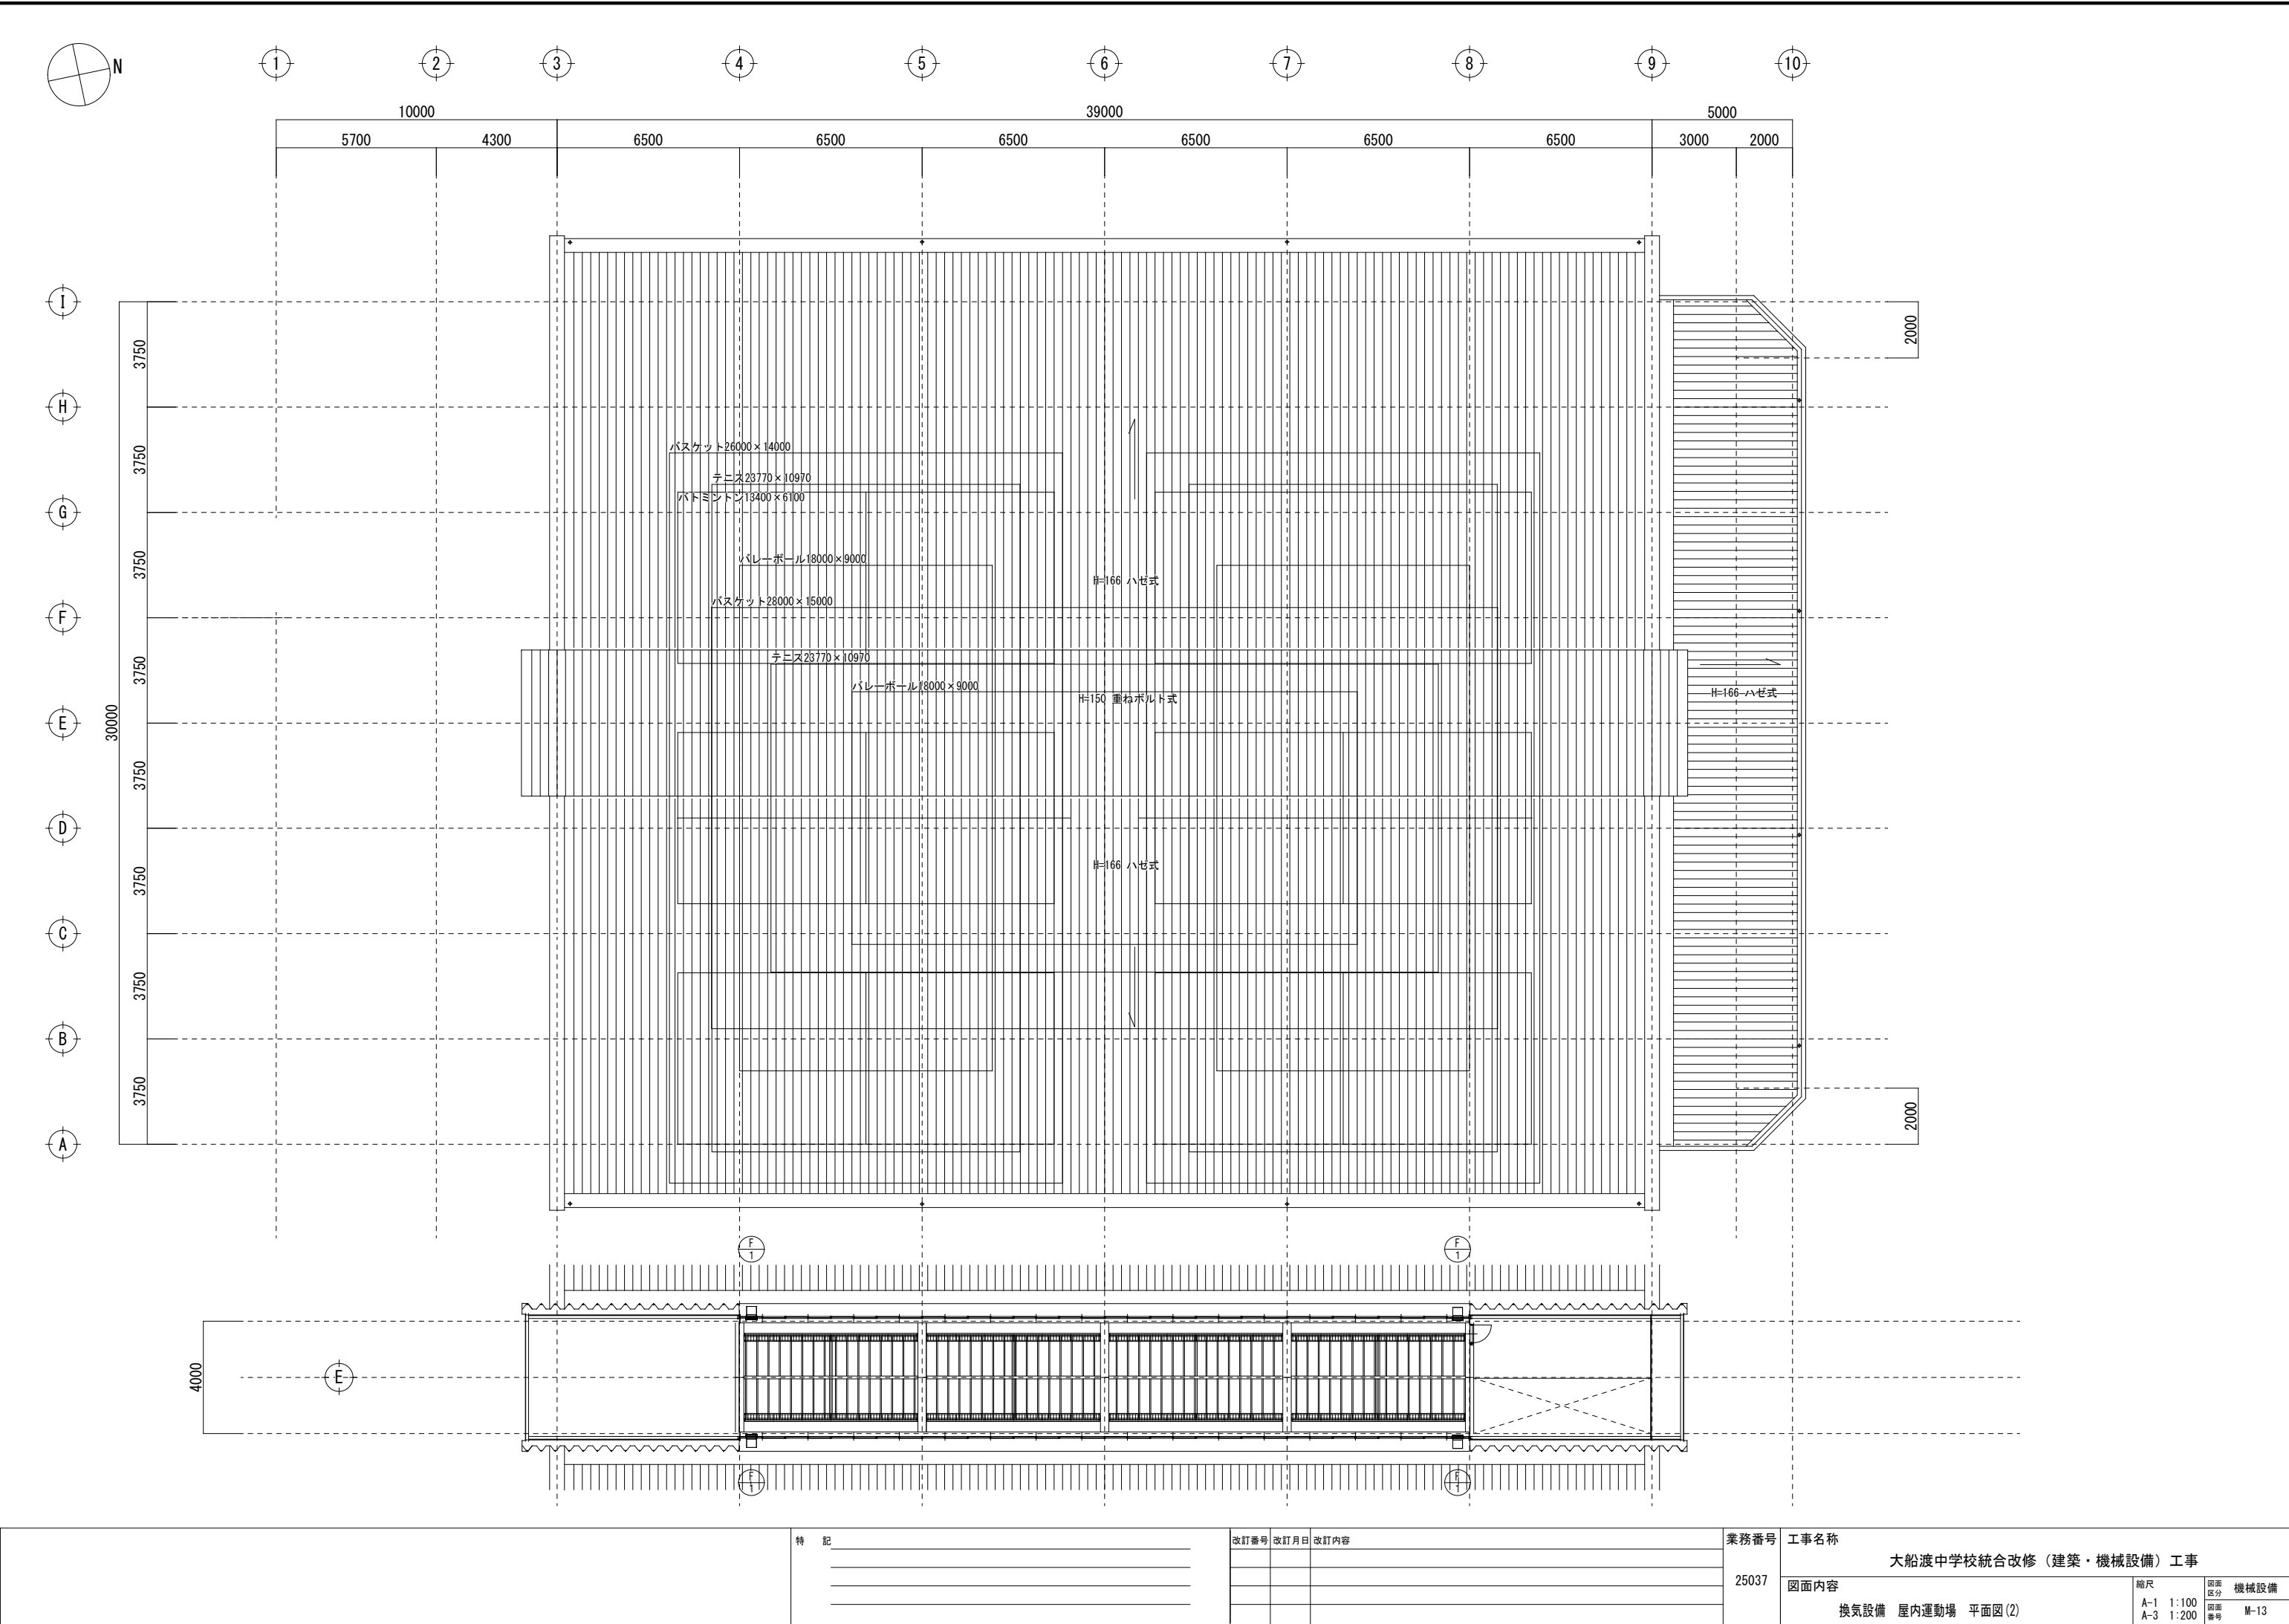 N
1 2 3 4 5 6 7 8 9 10
10000 39000 5000
5700 4300 6500 6500 6500 6500 6500 6500 3000 2000
I
H
G
F
E
D
C
B
A
3750
3750
3750
3750
3750
3750
3750
3750
30000
2000
2000
バスケット26000×14000
テニス23770×10970
バトミントン13400×6100
バレーボール18000×9000
H=166 ハゼ式
バスケット28000×15000
テニス23770×10970
バレーボール18000×9000
H=150 重ねボルト式
H=166 ハゼ式
H=166 ハゼ式
F
1
F
1
4000
E
F
1
F
1
特 記
改訂番号 改訂月日 改訂内容
業務番号
25037
工事名称
大船渡中学校統合改修（建築・機械設備）工事
図面内容
換気設備 屋内運動場 平面図(2)
縮尺
A-1 1:100
A-3 1:200
図面区分 機械設備
図面番号 M-13